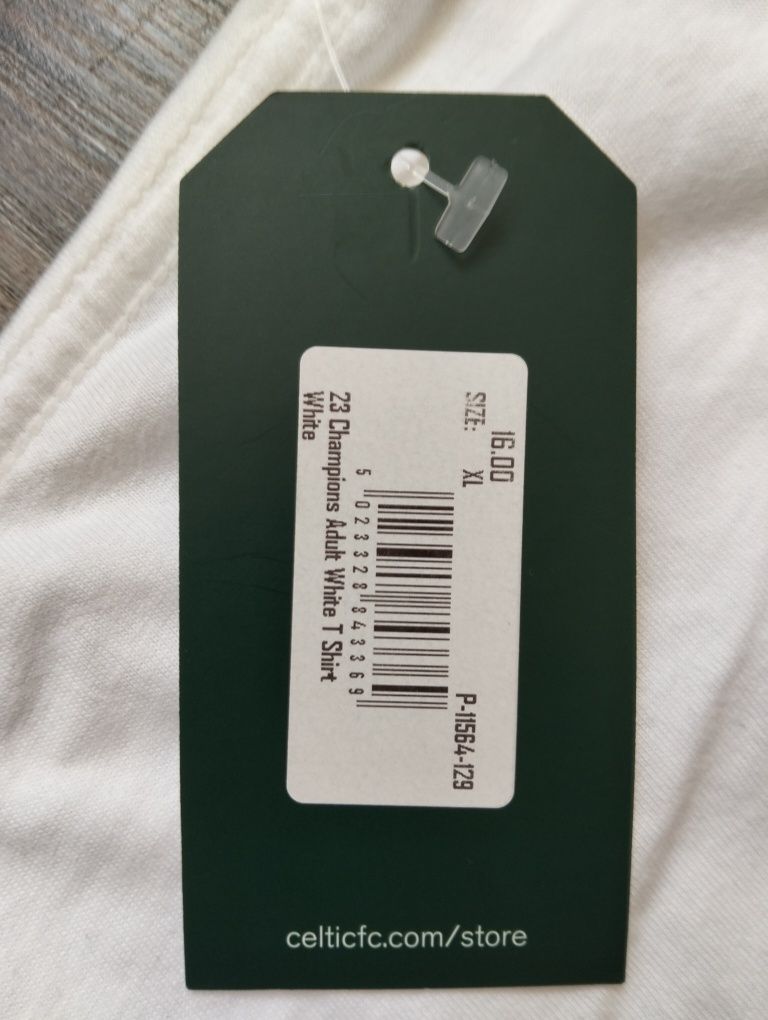 16.00
SIZE: XL
P-11564-129
5 023328 843369
23 Champions Adult White T Shirt
White
celticfc.com/store